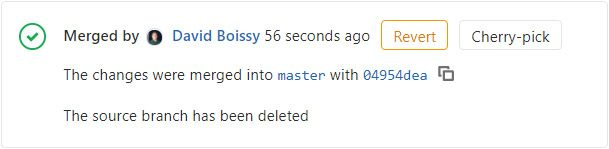 Merged by David Boissy 56 seconds ago Revert Cherry-pick
The changes were merged into master with 04954dea
The source branch has been deleted